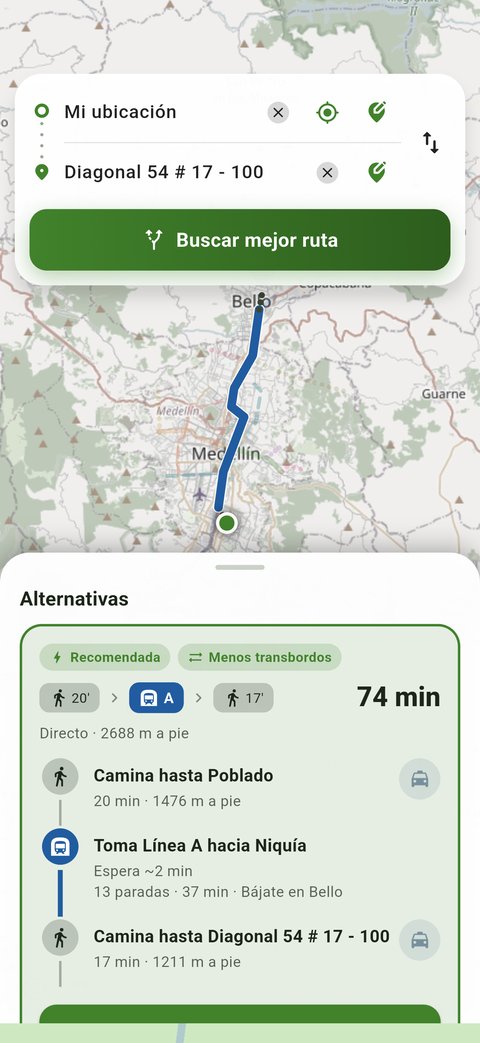 II
Mi ubicación
Diagonal 54 # 17 - 100
Buscar mejor ruta
Bello
Guarne
Medellín
Medellín
Alternativas
Recomendada
Menos transbordos
20'
A
17'
74 min
Directo · 2688 m a pie
Camina hasta Poblado
20 min · 1476 m a pie
Toma Línea A hacia Niquía
Espera ~2 min
13 paradas · 37 min · Bájate en Bello
Camina hasta Diagonal 54 # 17 - 100
17 min · 1211 m a pie